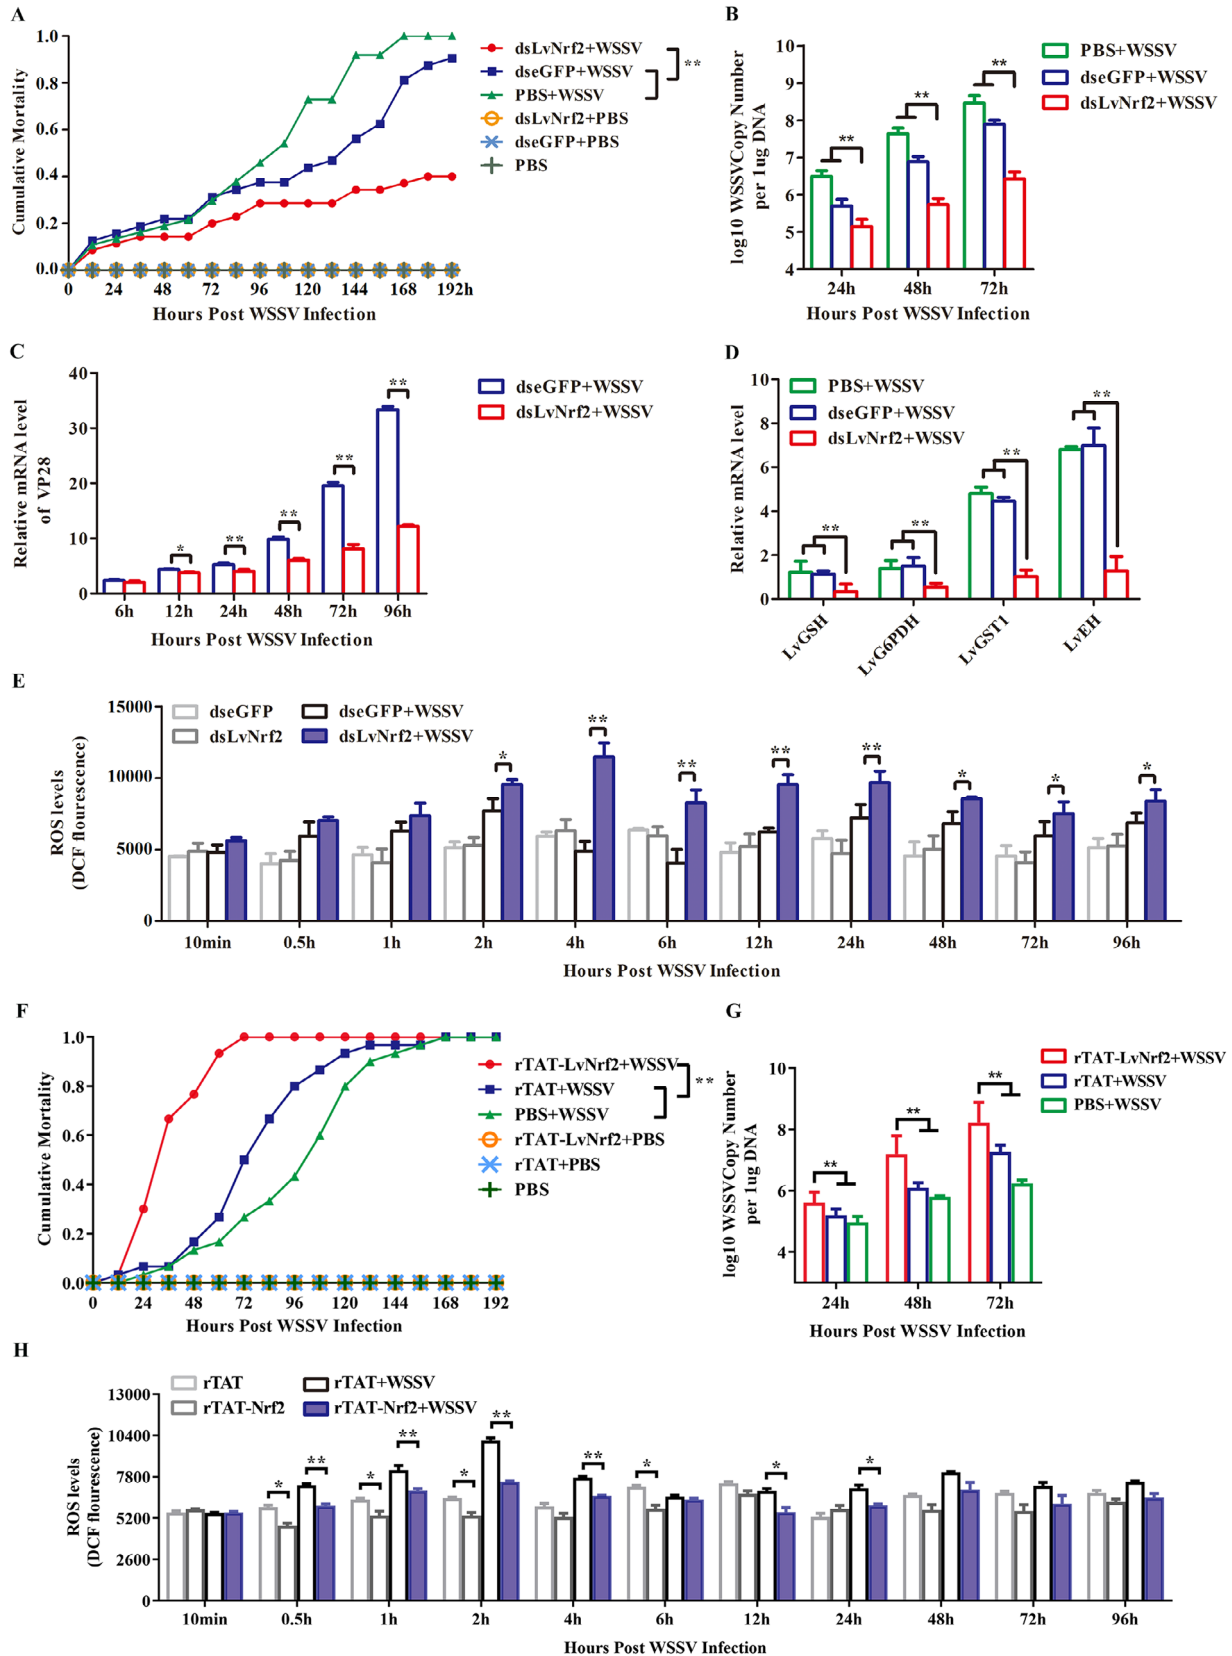 A
Cumulative Mortality
1.0
0.8
0.6
0.4
0.2
0.0
0 24 48 72 96 120 144 168 192h
Hours Post WSSV Infection
dsLvNrf2+WSSV
dseGFP+WSSV
PBS+WSSV
dsLvNrf2+PBS
dseGFP+PBS
PBS
**
B
log10 WSSVCopy Number
per 1ug DNA
10
9
8
7
6
5
4
** ** **
24h 48h 72h
Hours Post WSSV Infection
PBS+WSSV
dseGFP+WSSV
dsLvNrf2+WSSV
C
Relative mRNA level
of VP28
40
30
20
10
0
* ** ** ** **
6h 12h 24h 48h 72h 96h
Hours Post WSSV Infection
dseGFP+WSSV
dsLvNrf2+WSSV
D
Relative mRNA level
10
8
6
4
2
0
PBS+WSSV
dseGFP+WSSV
dsLvNrf2+WSSV
** ** ** **
LvGSH LvG6PDH LvGST1 LvEH
E
ROS levels
(DCF flourescence)
15000
10000
5000
0
dseGFP dseGFP+WSSV
dsLvNrf2 dsLvNrf2+WSSV
* ** ** ** ** * * *
10min 0.5h 1h 2h 4h 6h 12h 24h 48h 72h 96h
Hours Post WSSV Infection
F
Cumulative Mortality
1.0
0.8
0.6
0.4
0.2
0.0
0 24 48 72 96 120 144 168 192
Hours Post WSSV Infection
rTAT-LvNrf2+WSSV
rTAT+WSSV
PBS+WSSV
rTAT-LvNrf2+PBS
rTAT+PBS
PBS
**
G
log10 WSSVCopy Number
per 1ug DNA
10
8
6
4
** ** **
24h 48h 72h
Hours Post WSSV Infection
rTAT-LvNrf2+WSSV
rTAT+WSSV
PBS+WSSV
H
ROS levels
(DCF flourescence)
13000
10400
7800
5200
2600
0
rTAT rTAT+WSSV
rTAT-Nrf2 rTAT-Nrf2+WSSV
* ** * ** * ** ** * * *
10min 0.5h 1h 2h 4h 6h 12h 24h 48h 72h 96h
Hours Post WSSV Infection